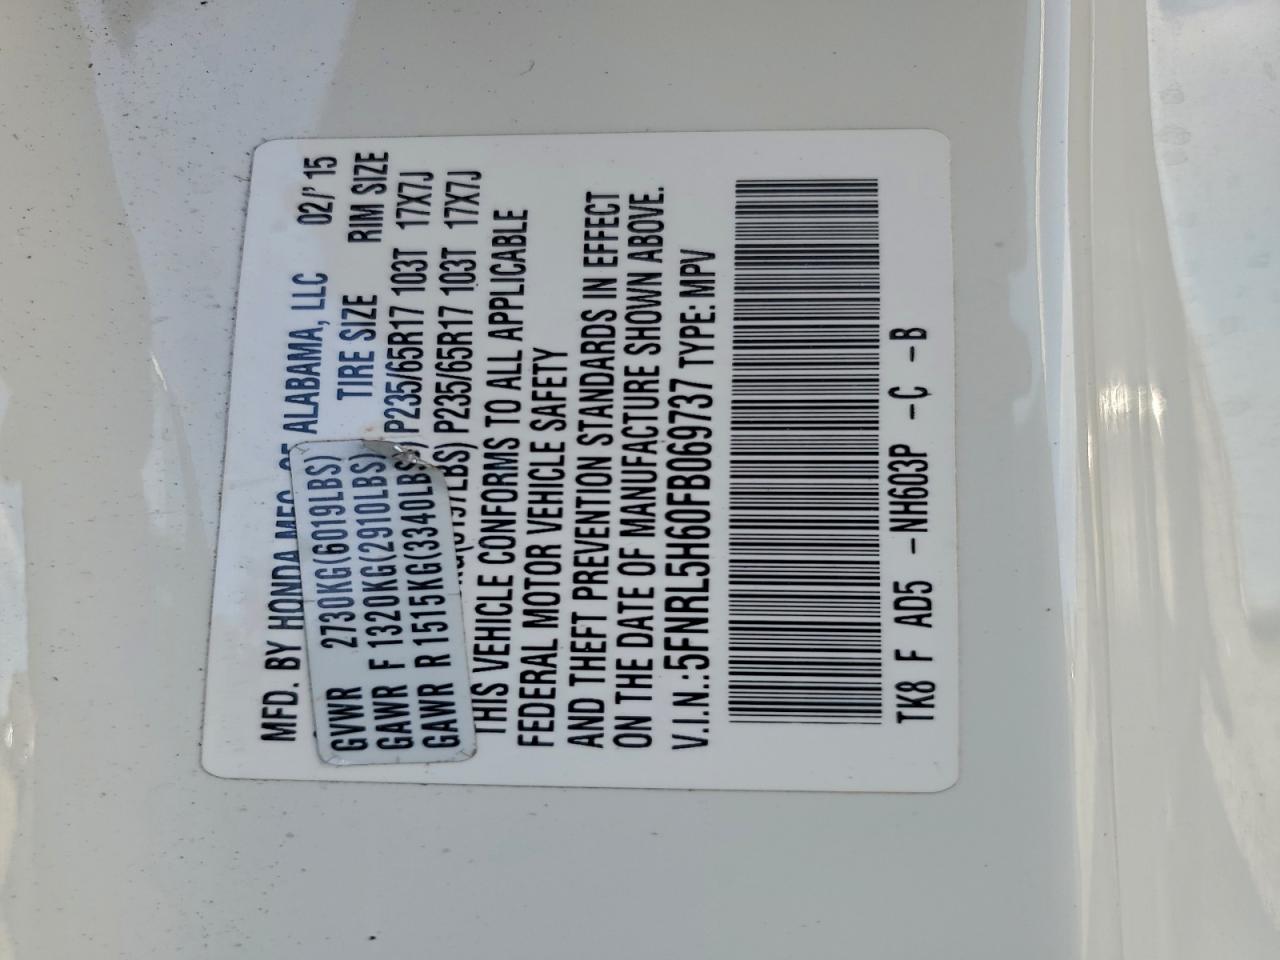 MFD. BY HONDA MFG OF ALABAMA, LLC 02/' 15
TIRE SIZE RIM SIZE
GVWR 2730KG(6019LBS)
GAWR F 1320KG(2910LBS) P235/65R17 103T 17X7J
GAWR R 1515KG(3340LBS) P235/65R17 103T 17X7J
THIS VEHICLE CONFORMS TO ALL APPLICABLE
FEDERAL MOTOR VEHICLE SAFETY
AND THEFT PREVENTION STANDARDS IN EFFECT
ON THE DATE OF MANUFACTURE SHOWN ABOVE.
V.I.N.:5FNRL5H60FB069737 TYPE: MPV
TK8 F AD5 -NH603P -C -B